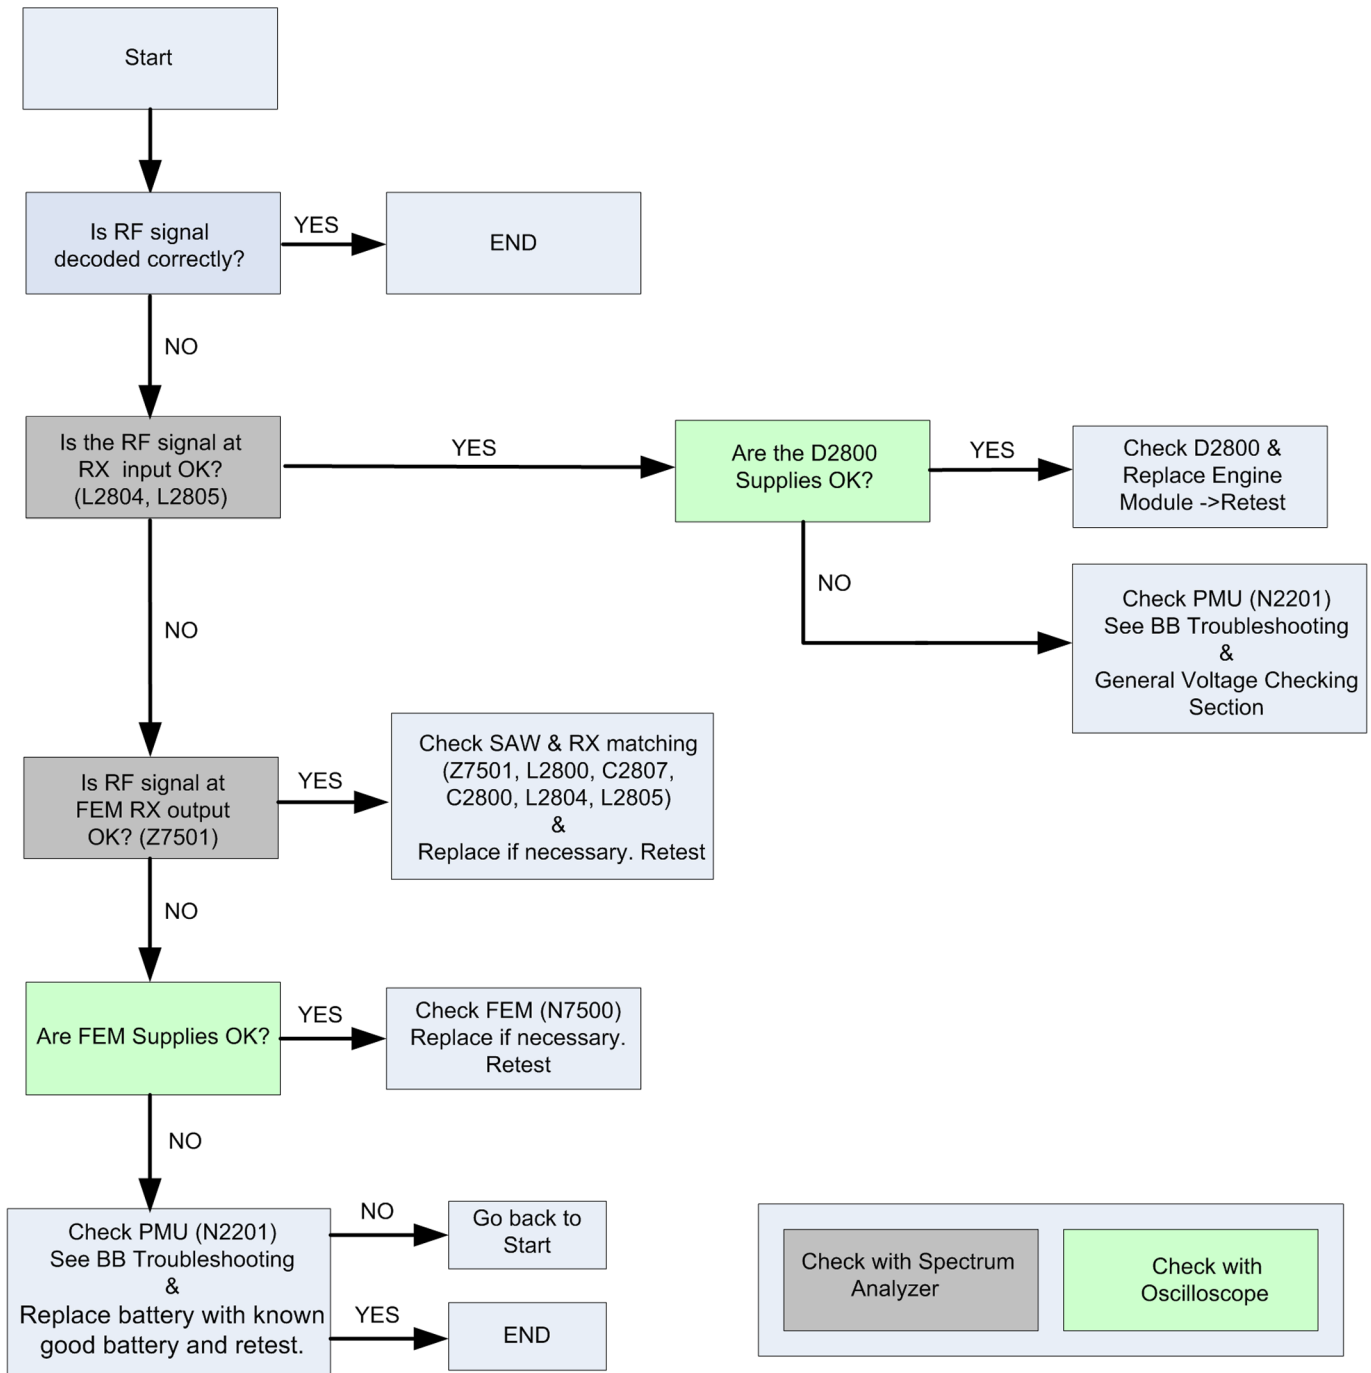 Start
Is RF signal
decoded correctly?
YES
END
NO
Is the RF signal at
RX input OK?
(L2804, L2805)
YES
Are the D2800
Supplies OK?
YES
Check D2800 &
Replace Engine
Module ->Retest
NO
Check PMU (N2201)
See BB Troubleshooting
&
General Voltage Checking
Section
NO
Is RF signal at
FEM RX output
OK? (Z7501)
YES
Check SAW & RX matching
(Z7501, L2800, C2807,
C2800, L2804, L2805)
&
Replace if necessary. Retest
NO
Are FEM Supplies OK?
YES
Check FEM (N7500)
Replace if necessary.
Retest
NO
Check PMU (N2201)
See BB Troubleshooting
&
Replace battery with known
good battery and retest.
NO
Go back to
Start
YES
END
Check with Spectrum
Analyzer
Check with
Oscilloscope